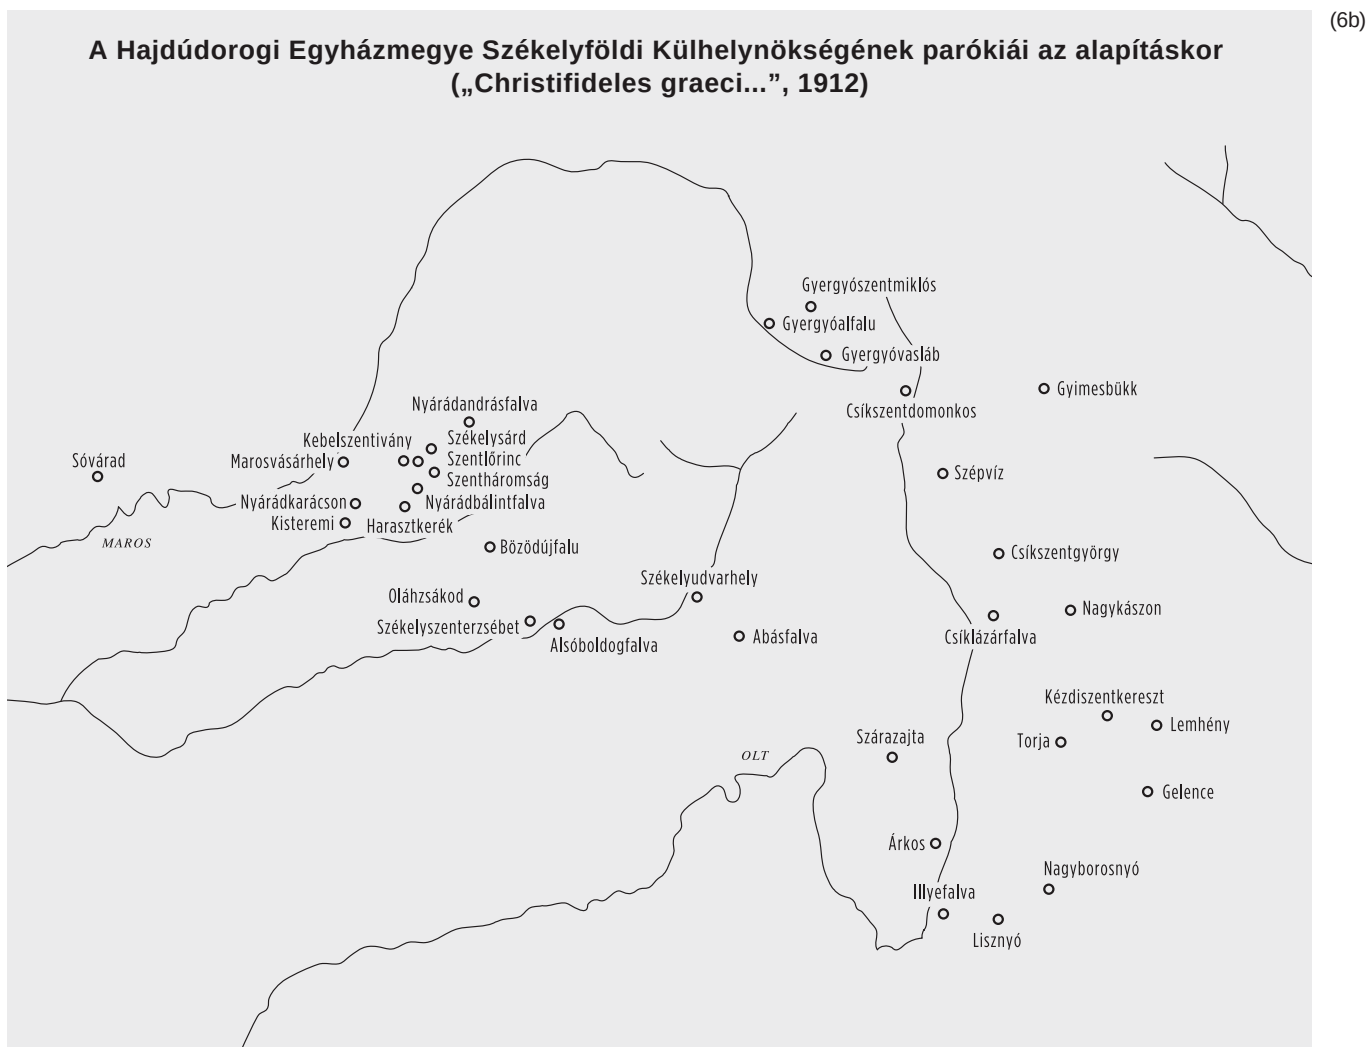 (6b)
A Hajdúdorogi Egyházmegye Székelyföldi Külhelynökségének parókiái az alapításkor
(„Christifideles graeci...”, 1912)
Gyergyószentmiklós
Gyergyóalfalu
Gyergyóvasláb
Gyimesbükk
Csíkszentdomonkos
Nyárádandrásfalva
Kebelszentivány
Székelysárd
Sóvárad
Marosvásárhely
Szentlőrinc
Szentháromság
Szépvíz
Nyárádkarácson
Nyárádbálintfalva
Kisteremi
Harasztkerék
MAROS
Bözödújfalu
Csíkszentgyörgy
Székelyudvarhely
Oláhzsákod
Nagykászon
Székelyszenterzsébet
Alsóboldogfalva
Abásfalva
Csíklázárfalva
Kézdiszentkereszt
Lemhény
Szárazajta
Torja
OLT
Gelence
Árkos
Nagyborosnyó
Illyefalva
Lisznyó